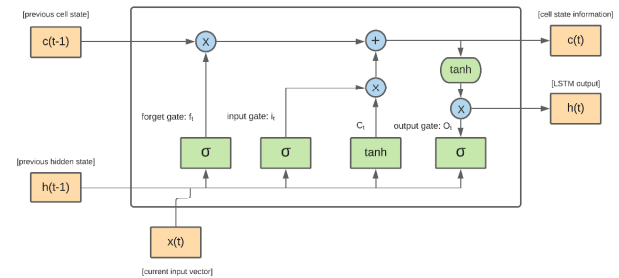 [previous cell state]
[cell state information]
c(t-1)
X
+
c(t)
tanh
[LSTM output]
X
X
h(t)
forget gate: fₜ
input gate: iₜ
Cₜ
output gate: Oₜ
σ
σ
tanh
σ
[previous hidden state]
h(t-1)
x(t)
[current input vector]